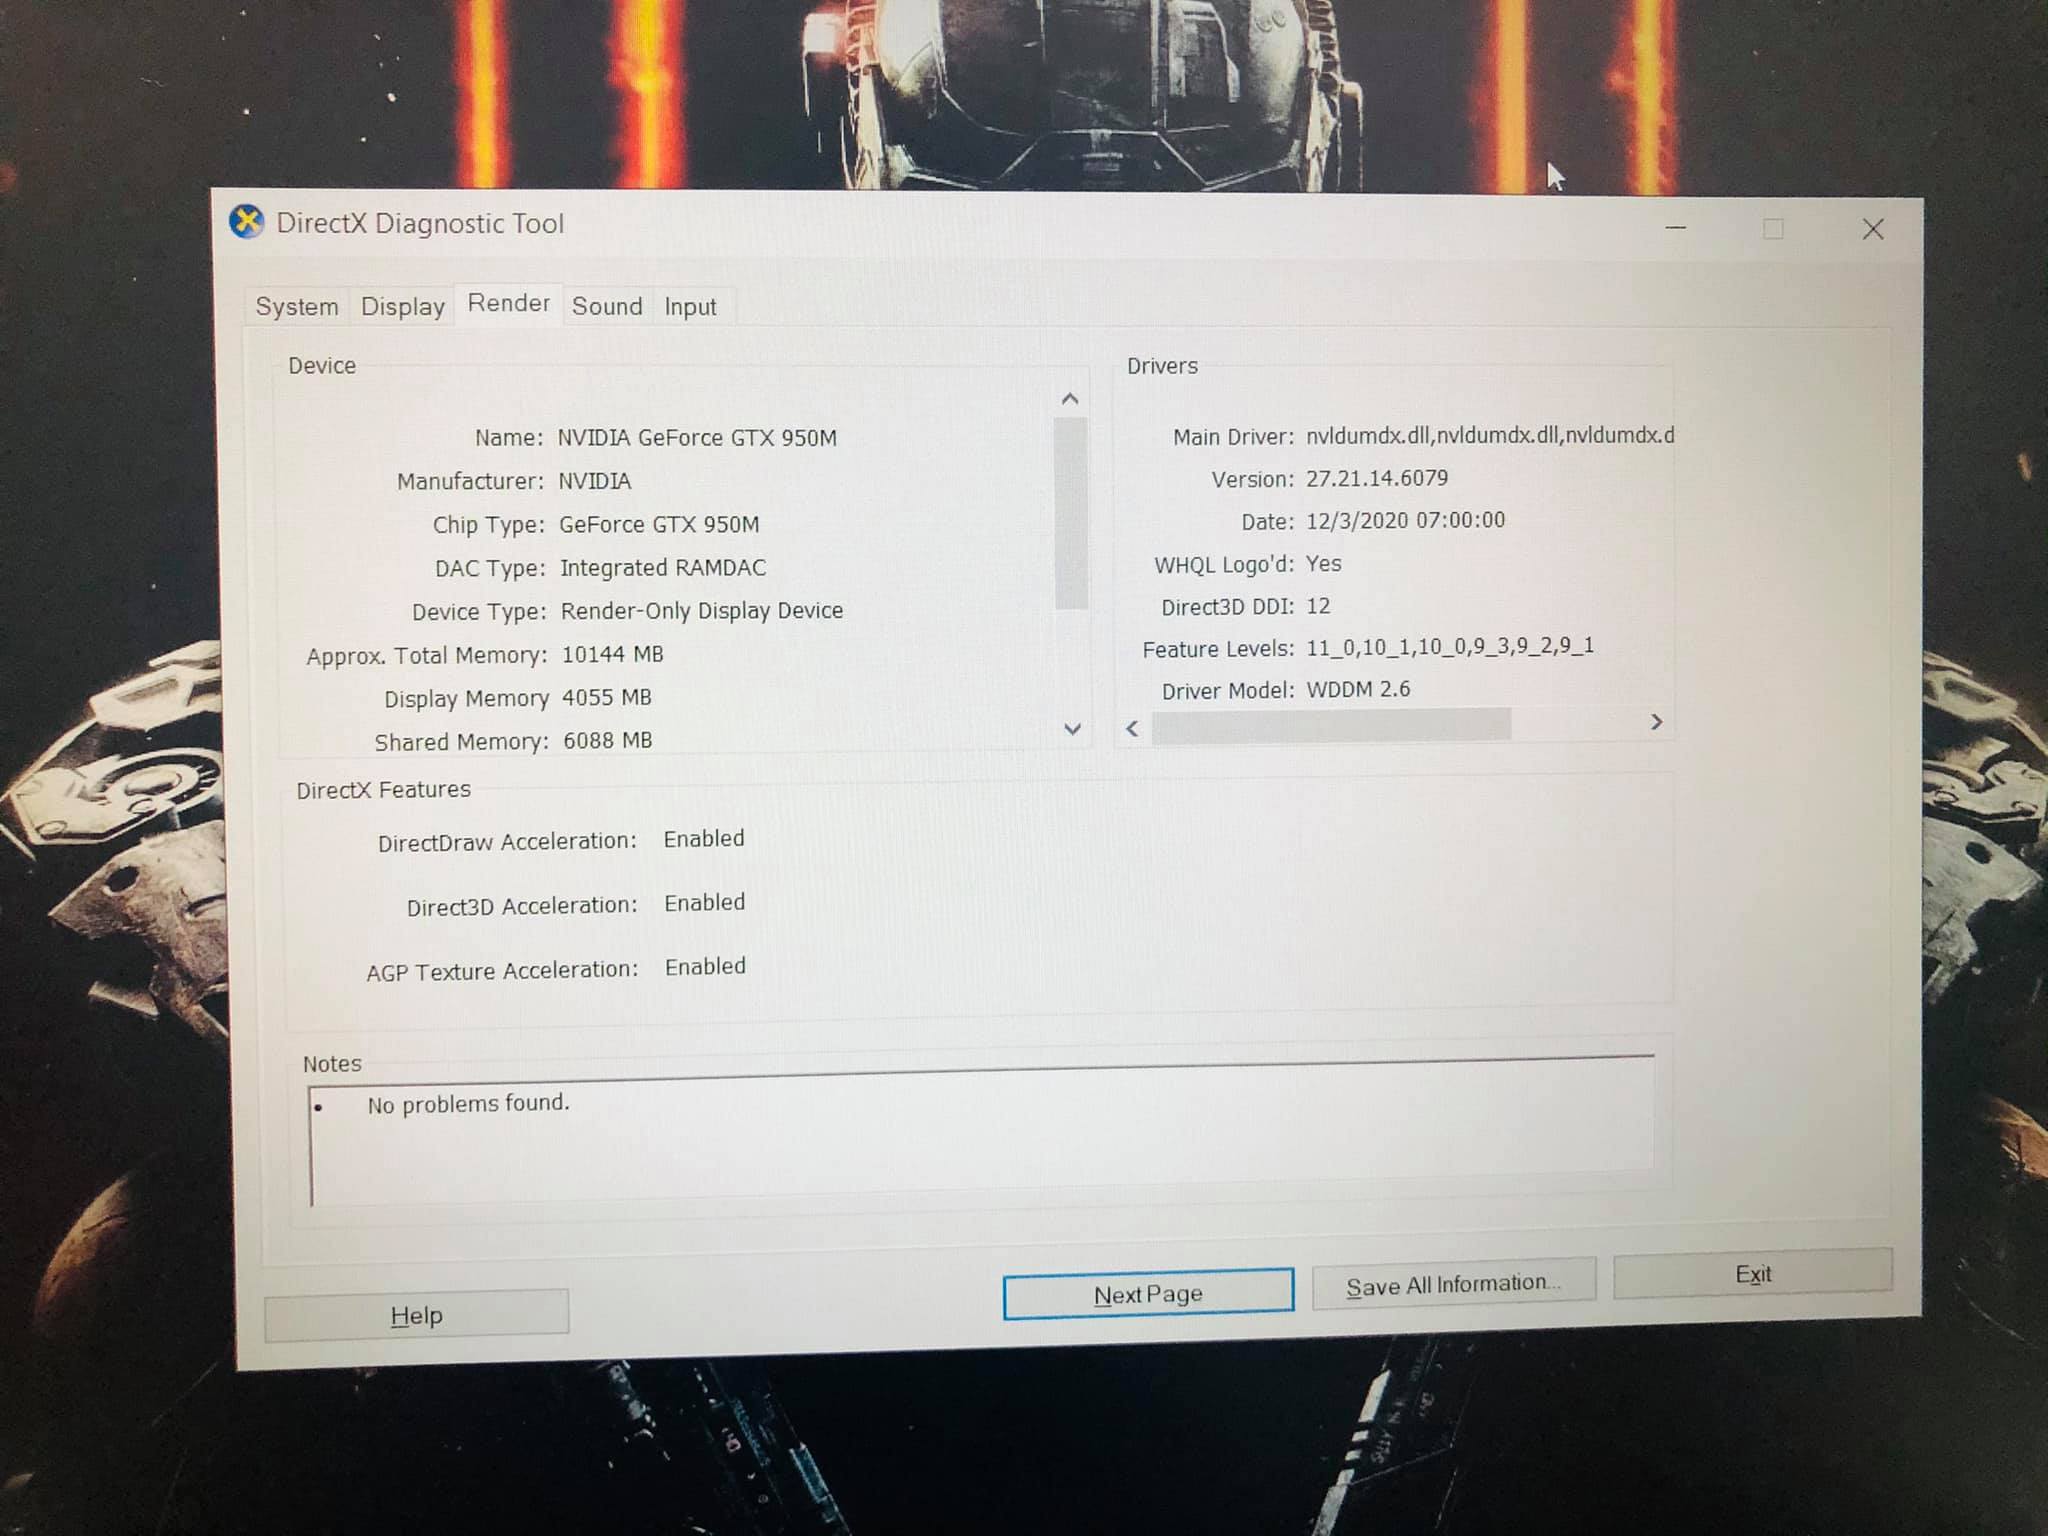 DirectX Diagnostic Tool
System Display Render Sound Input
Device
Name: NVIDIA GeForce GTX 950M
Manufacturer: NVIDIA
Chip Type: GeForce GTX 950M
DAC Type: Integrated RAMDAC
Device Type: Render-Only Display Device
Approx. Total Memory: 10144 MB
Display Memory 4055 MB
Shared Memory: 6088 MB
Drivers
Main Driver: nvldumdx.dll,nvldumdx.dll,nvldumdx.d
Version: 27.21.14.6079
Date: 12/3/2020 07:00:00
WHQL Logo'd: Yes
Direct3D DDI: 12
Feature Levels: 11_0,10_1,10_0,9_3,9_2,9_1
Driver Model: WDDM 2.6
DirectX Features
DirectDraw Acceleration: Enabled
Direct3D Acceleration: Enabled
AGP Texture Acceleration: Enabled
Notes
• No problems found.
Help
Next Page
Save All Information...
Exit